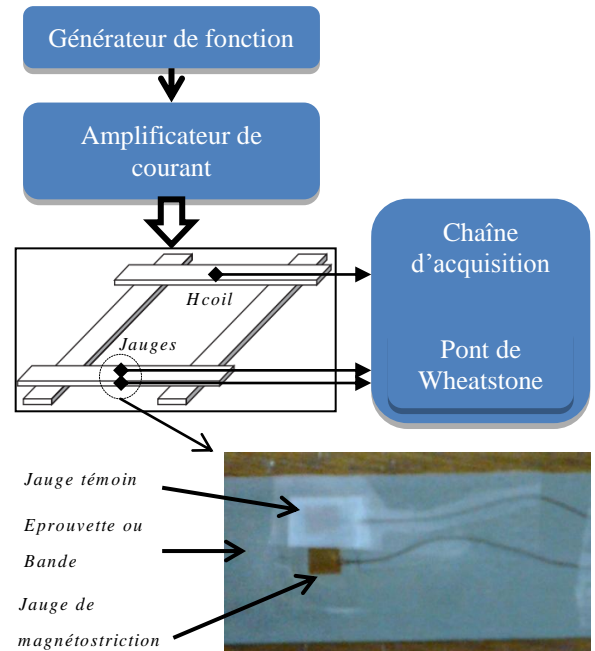 Générateur de fonction
Amplificateur de
courant
Chaîne
d'acquisition
Hcoil
Jauges
Pont de
Wheatstone
Jauge témoin
Eprouvette ou
Bande
Jauge de
magnétostriction